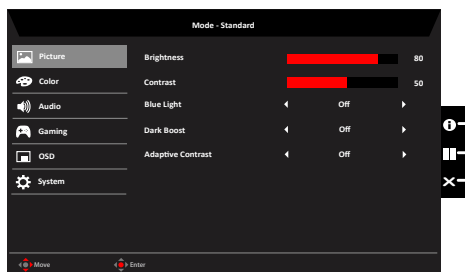 Mode - Standard
Picture
Brightness 80
Color
Contrast 50
Audio
Blue Light Off
Gaming
Dark Boost Off
OSD
Adaptive Contrast Off
System
Move Enter